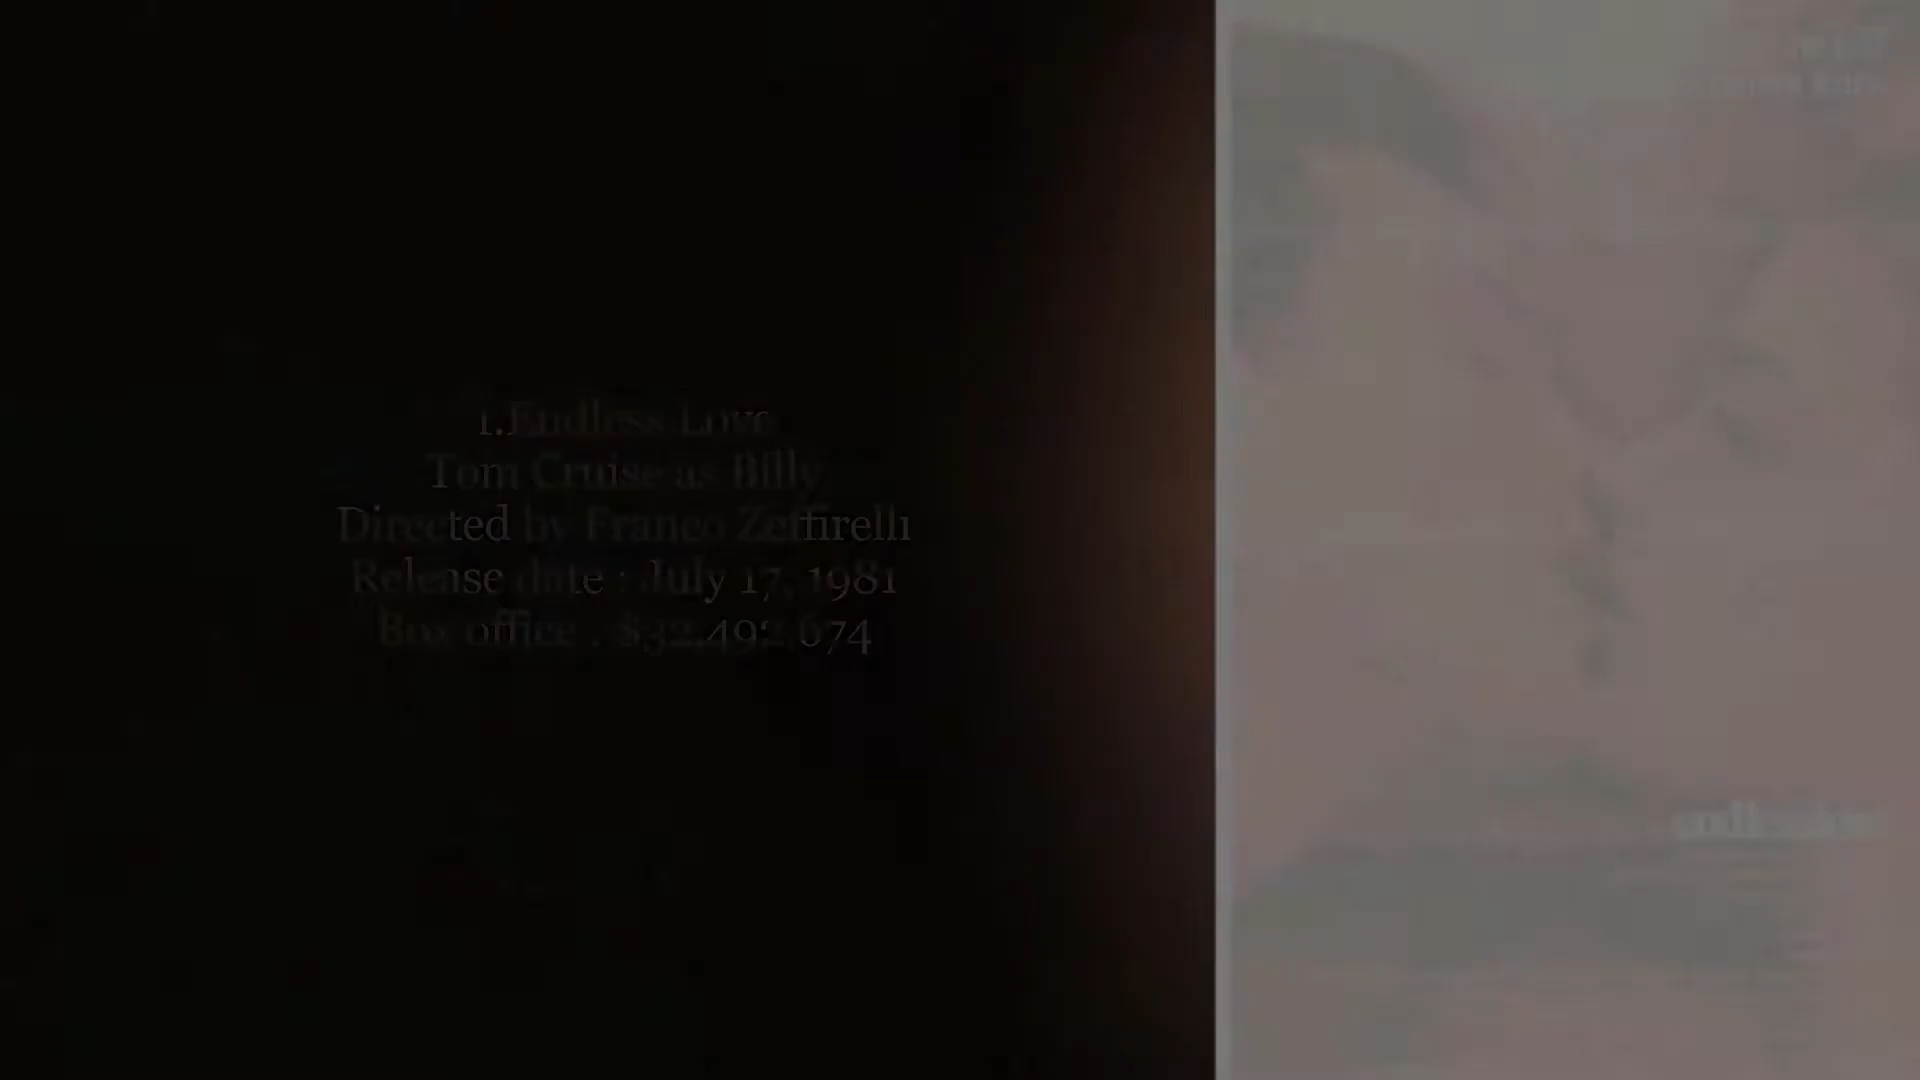 1.Endless Love
Tom Cruise as Billy
Directed by Franco Zeffirelli
Release date : July 17, 1981
Box office : $32,492,674